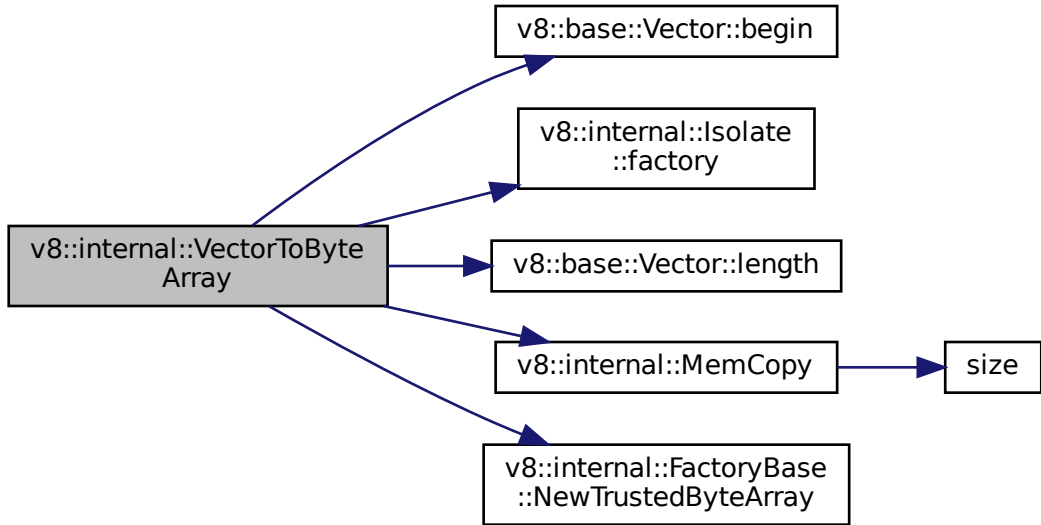 v8::base::Vector::begin
v8::internal::Isolate
::factory
v8::internal::VectorToByte
Array
v8::base::Vector::length
v8::internal::MemCopy
size
v8::internal::FactoryBase
::NewTrustedByteArray